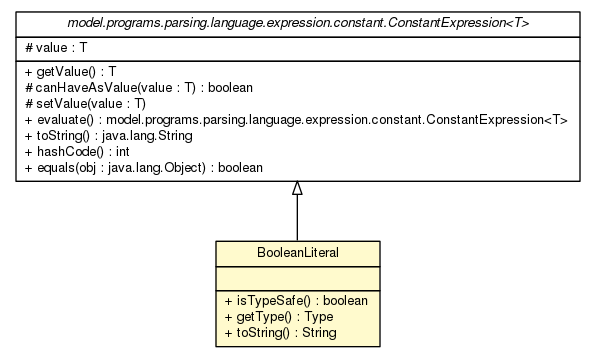 model.programs.parsing.language.expression.constant.ConstantExpression<T>
# value : T
+ getValue() : T
# canHaveAsValue(value : T) : boolean
# setValue(value : T)
+ evaluate() : model.programs.parsing.language.expression.constant.ConstantExpression<T>
+ toString() : java.lang.String
+ hashCode() : int
+ equals(obj : java.lang.Object) : boolean
BooleanLiteral
+ isTypeSafe() : boolean
+ getType() : Type
+ toString() : String